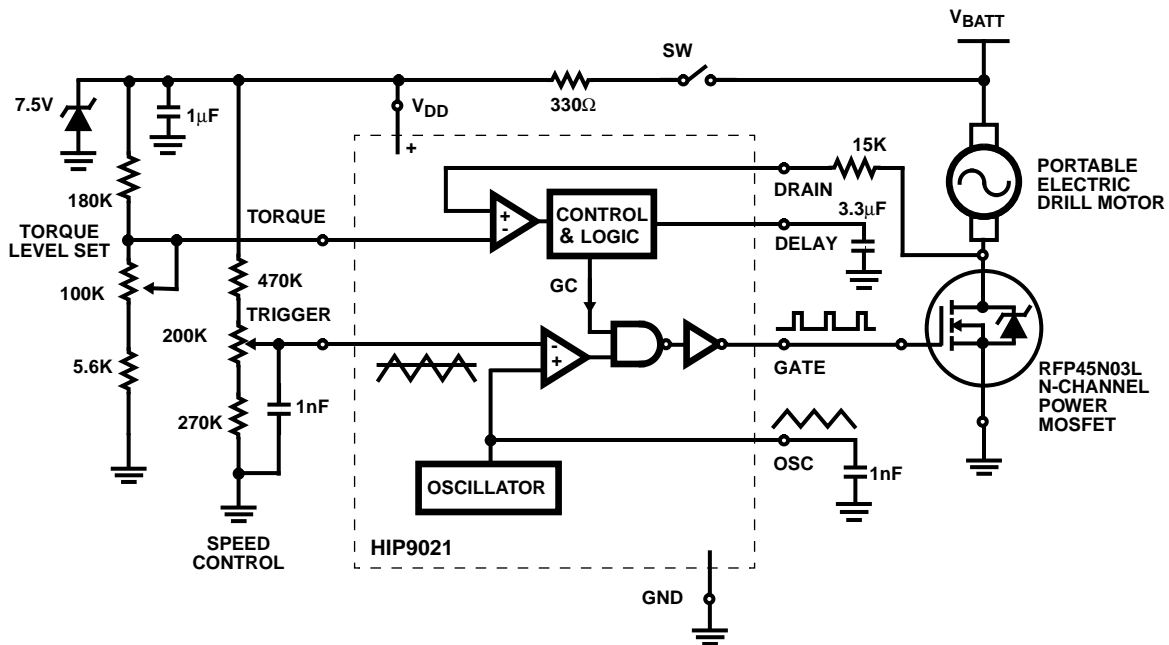 V_BATT
SW
7.5V
1μF
V_DD
330Ω
+
15K
PORTABLE
ELECTRIC
DRILL MOTOR
180K
TORQUE
DRAIN
3.3μF
TORQUE
LEVEL SET
+
-
CONTROL
& LOGIC
DELAY
100K
470K
GC
TRIGGER
200K
-
+
GATE
5.6K
RFP45N03L
N-CHANNEL
POWER
MOSFET
1nF
270K
OSC
1nF
OSCILLATOR
SPEED
CONTROL
HIP9021
GND